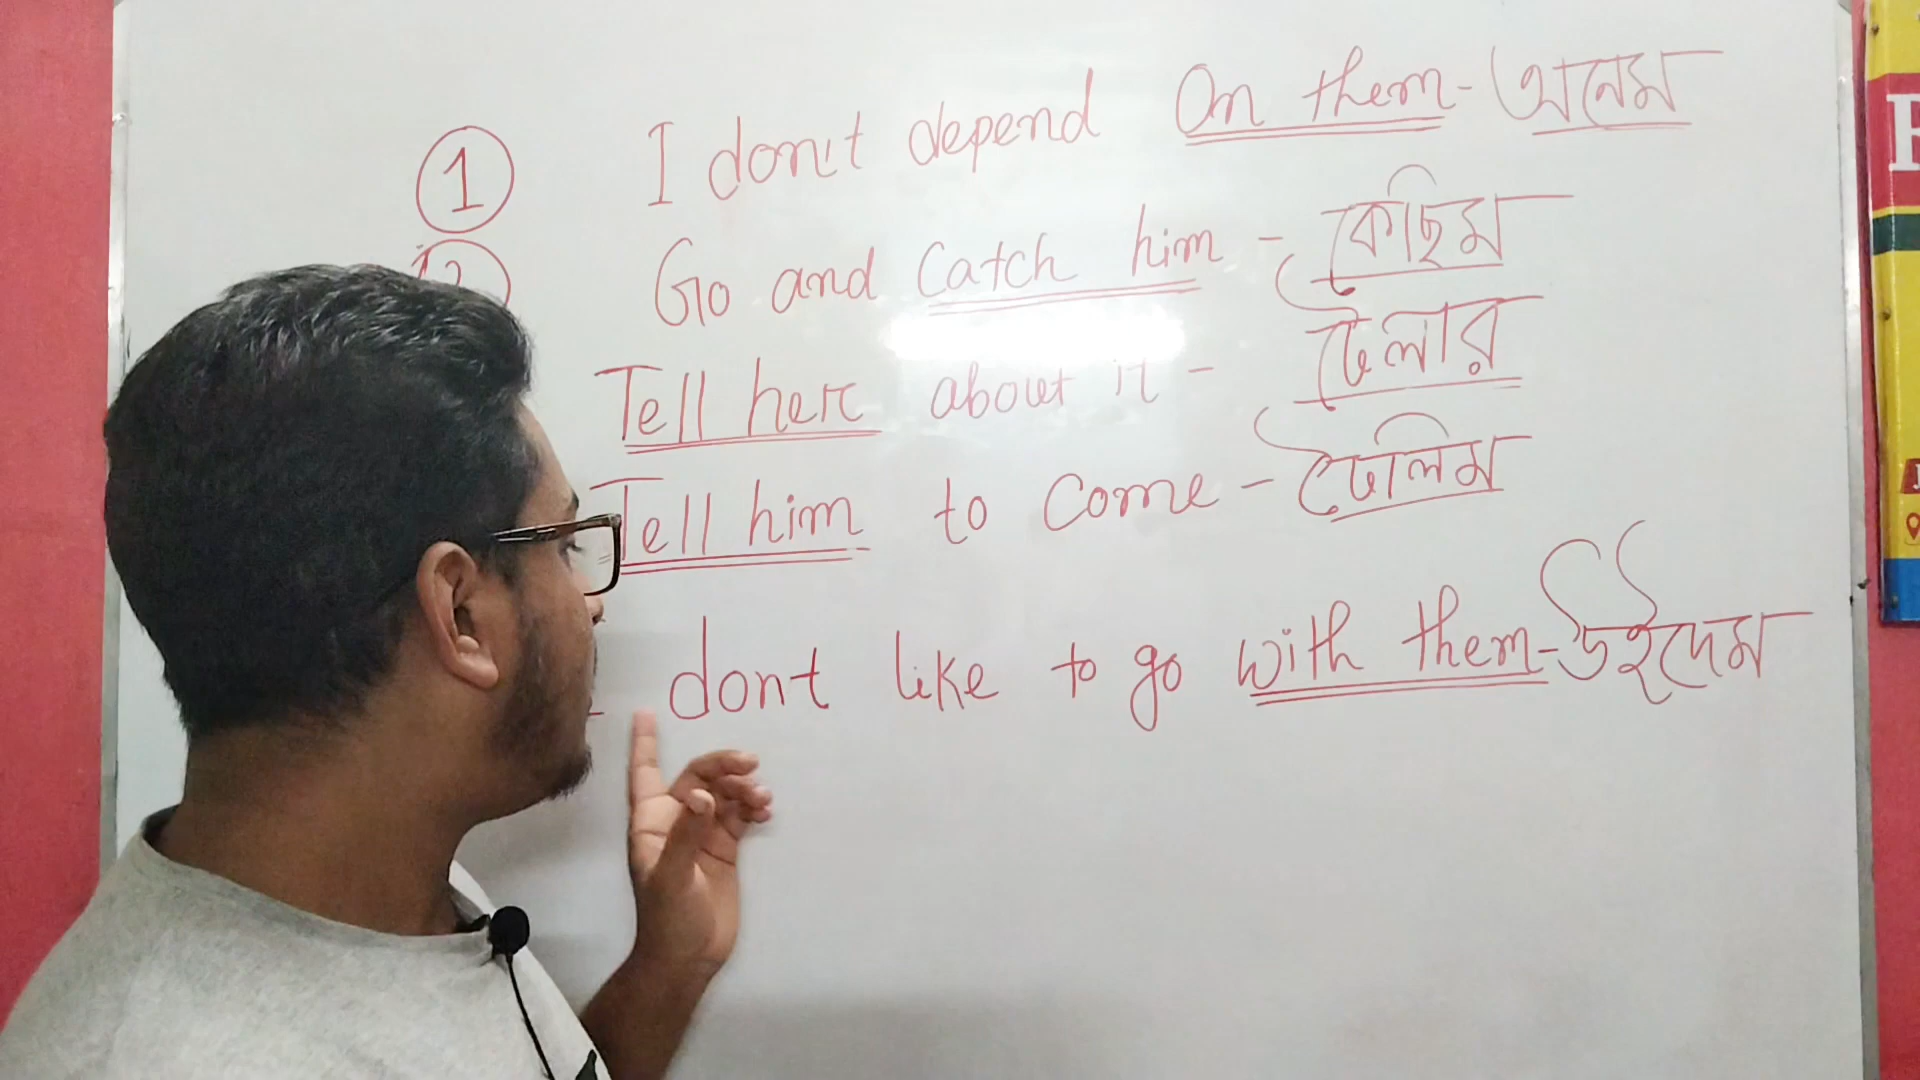 1 I don't depend On them - অনেম
2 Go and Catch him - কেছিম
Tell her about it - টেলার
Tell him to Come - টেলিম
dont like to go with them - উইদেম